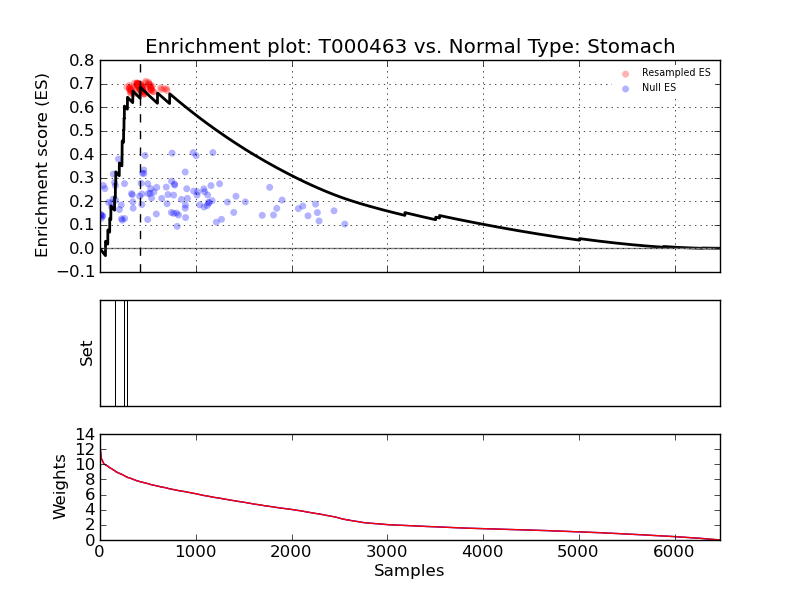 Enrichment plot: T000463 vs. Normal Type: Stomach
0.8
0.7
0.6
0.5
0.4
0.3
0.2
0.1
0.0
−0.1
Enrichment score (ES)
Resampled ES
Null ES
Set
14
12
10
8
6
4
2
0
Weights
0 1000 2000 3000 4000 5000 6000
Samples